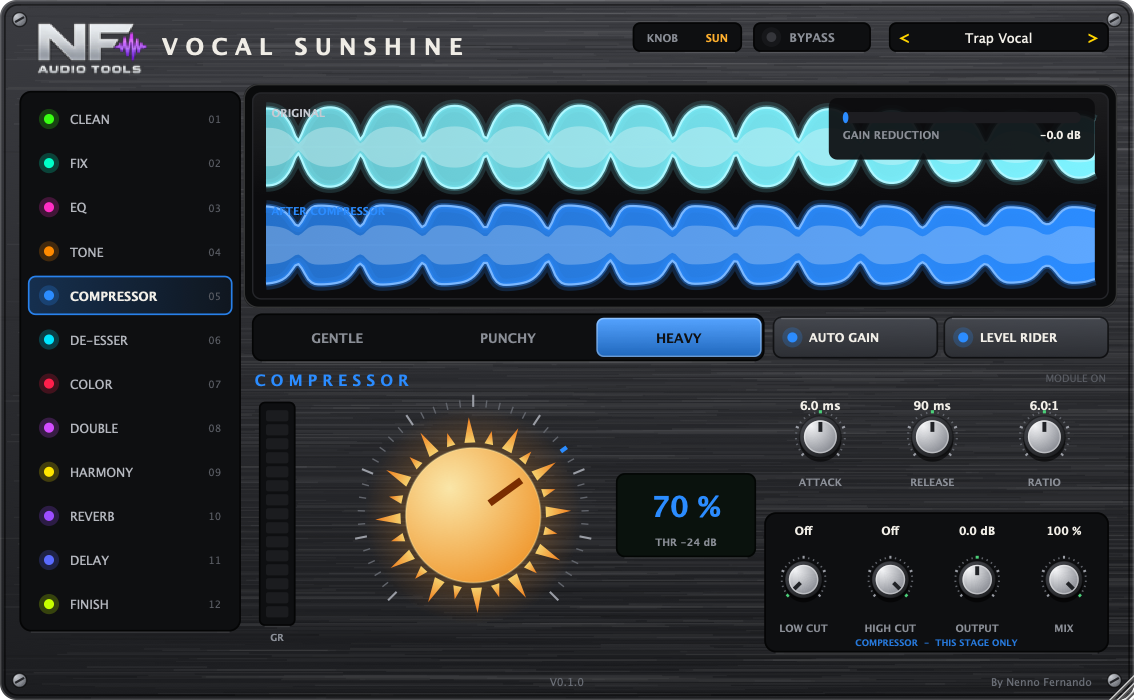 NF
AUDIO TOOLS
VOCAL SUNSHINE
KNOB SUN
BYPASS
< Trap Vocal >
CLEAN 01
FIX 02
EQ 03
TONE 04
COMPRESSOR 05
DE-ESSER 06
COLOR 07
DOUBLE 08
HARMONY 09
REVERB 10
DELAY 11
FINISH 12
ORIGINAL
GAIN REDUCTION -0.0 dB
AFTER COMPRESSOR
GENTLE PUNCHY HEAVY
AUTO GAIN
LEVEL RIDER
COMPRESSOR
MODULE ON
GR
70 %
THR -24 dB
6.0 ms 90 ms 6.0:1
ATTACK RELEASE RATIO
Off Off 0.0 dB 100 %
LOW CUT HIGH CUT OUTPUT MIX
COMPRESSOR - THIS STAGE ONLY
V0.1.0
By Nenno Fernando